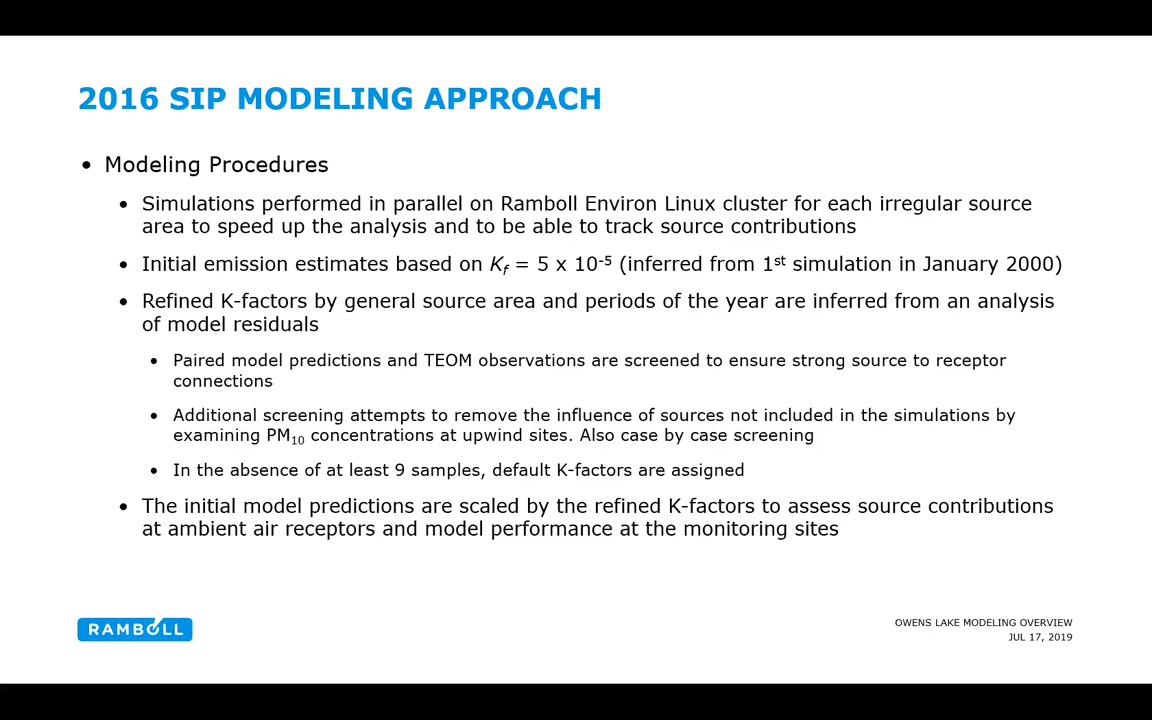 2016 SIP MODELING APPROACH
• Modeling Procedures
• Simulations performed in parallel on Ramboll Environ Linux cluster for each irregular source
area to speed up the analysis and to be able to track source contributions
• Initial emission estimates based on Kf = 5 x 10-5 (inferred from 1st simulation in January 2000)
• Refined K-factors by general source area and periods of the year are inferred from an analysis
of model residuals
• Paired model predictions and TEOM observations are screened to ensure strong source to receptor
connections
• Additional screening attempts to remove the influence of sources not included in the simulations by
examining PM10 concentrations at upwind sites. Also case by case screening
• In the absence of at least 9 samples, default K-factors are assigned
• The initial model predictions are scaled by the refined K-factors to assess source contributions
at ambient air receptors and model performance at the monitoring sites
RAMBOLL
OWENS LAKE MODELING OVERVIEW
JUL 17, 2019